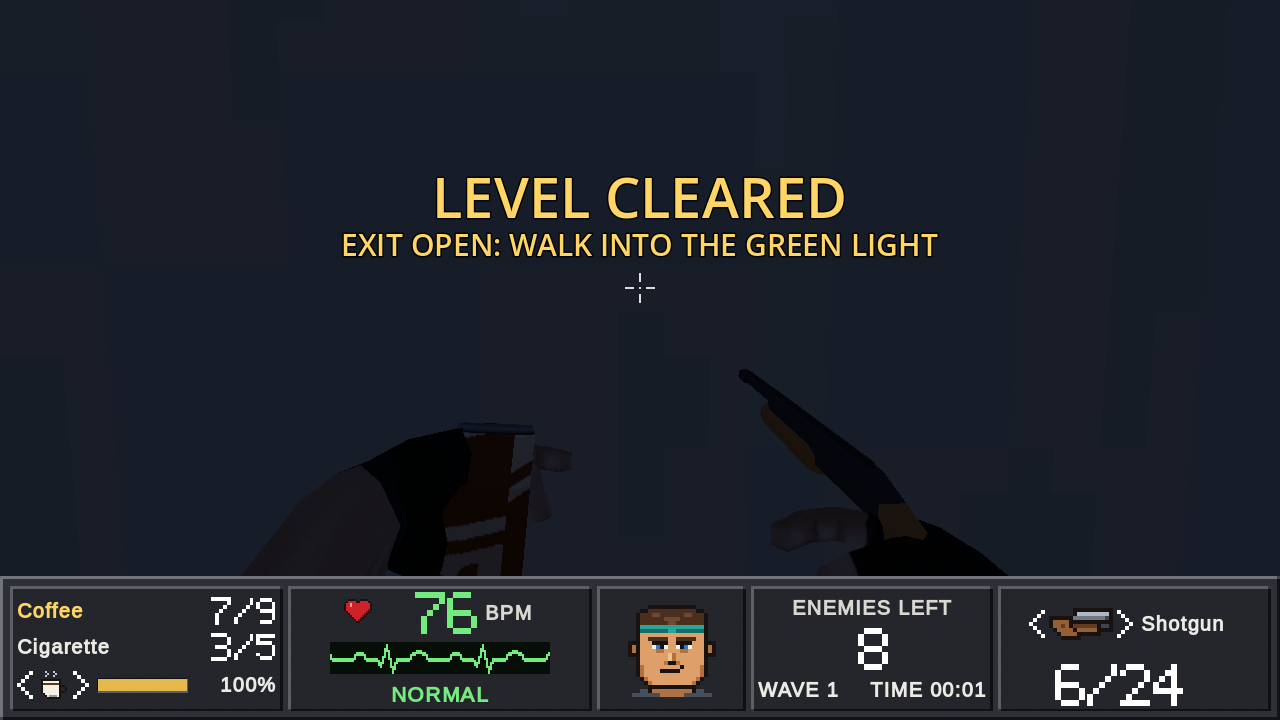 LEVEL CLEARED
EXIT OPEN: WALK INTO THE GREEN LIGHT
Coffee 7/9
Cigarette 3/5
100%
76 BPM
NORMAL
ENEMIES LEFT
8
WAVE 1 TIME 00:01
Shotgun
6/24